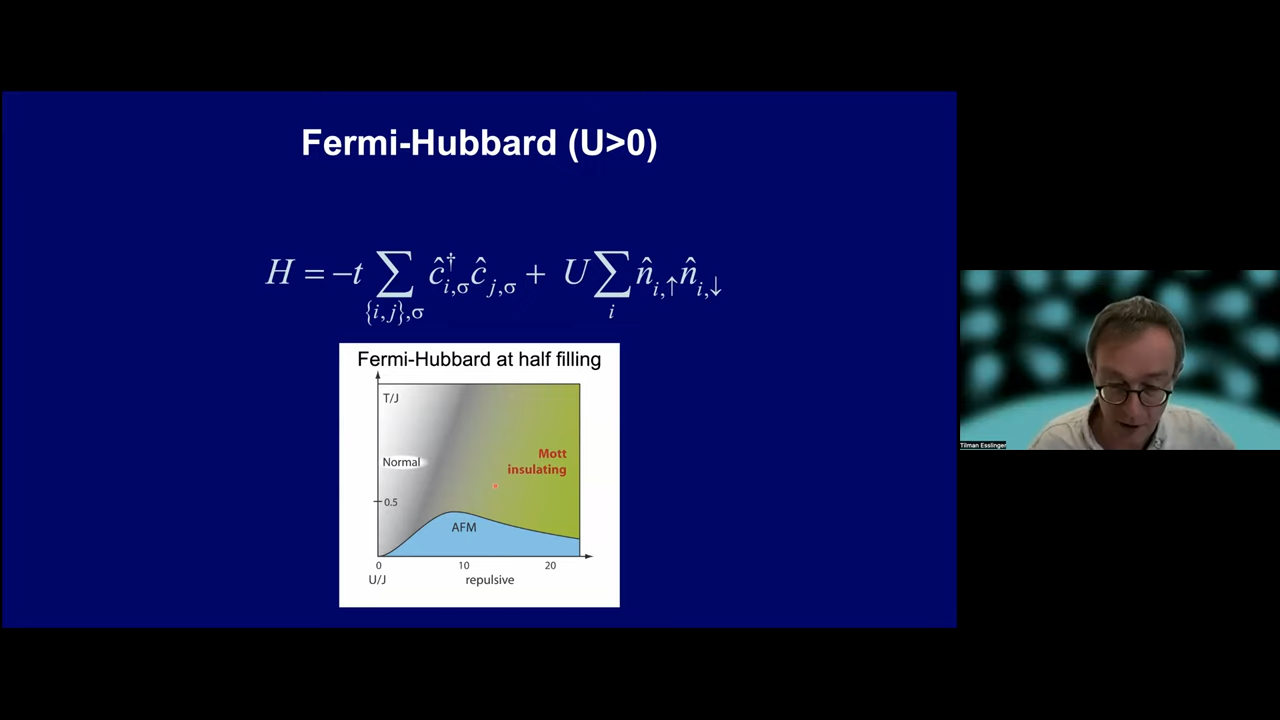 Fermi-Hubbard (U>0)
H = −t ∑ ĉ†i,σ ĉj,σ + U ∑ n̂i,↑ n̂i,↓
{i,j},σ i
Fermi-Hubbard at half filling
T/J
Normal
Mott
insulating
0.5
AFM
0 10 20
U/J repulsive
Tilman Esslinger